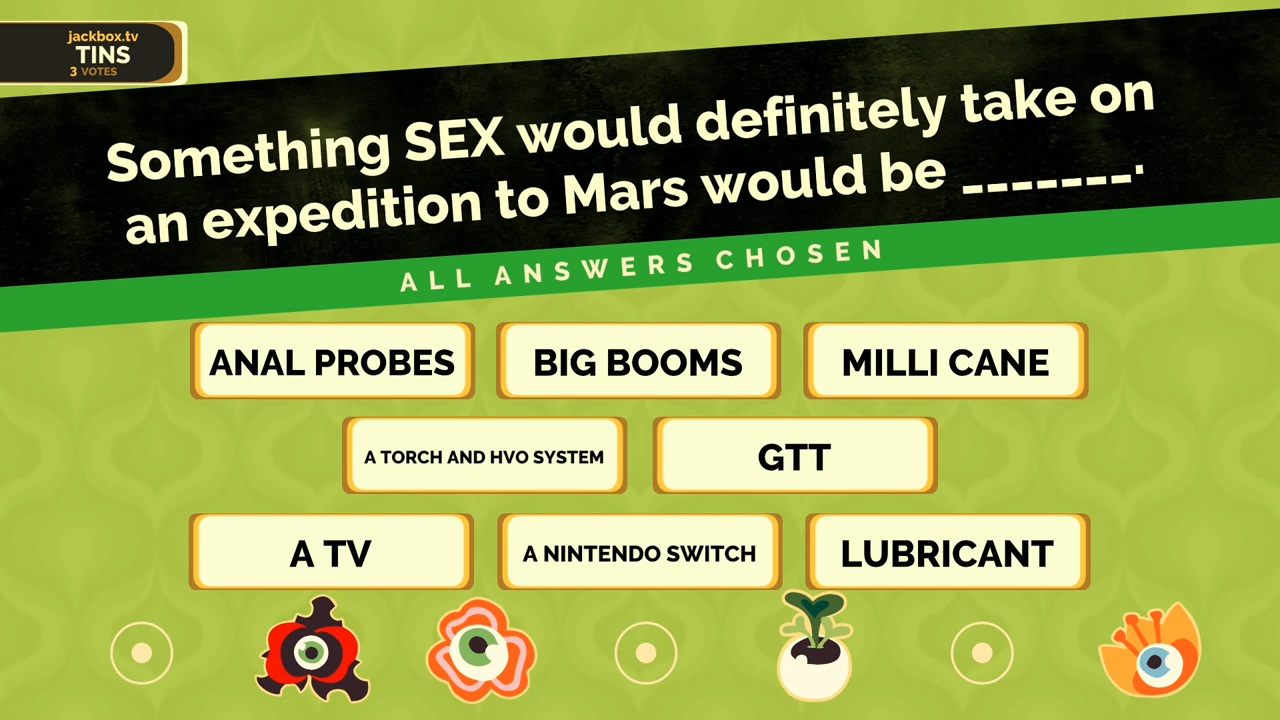 jackbox.tv
TINS
3 VOTES
Something SEX would definitely take on
an expedition to Mars would be _______.
ALL ANSWERS CHOSEN
ANAL PROBES
BIG BOOMS
MILLI CANE
A TORCH AND HVO SYSTEM
GTT
A TV
A NINTENDO SWITCH
LUBRICANT